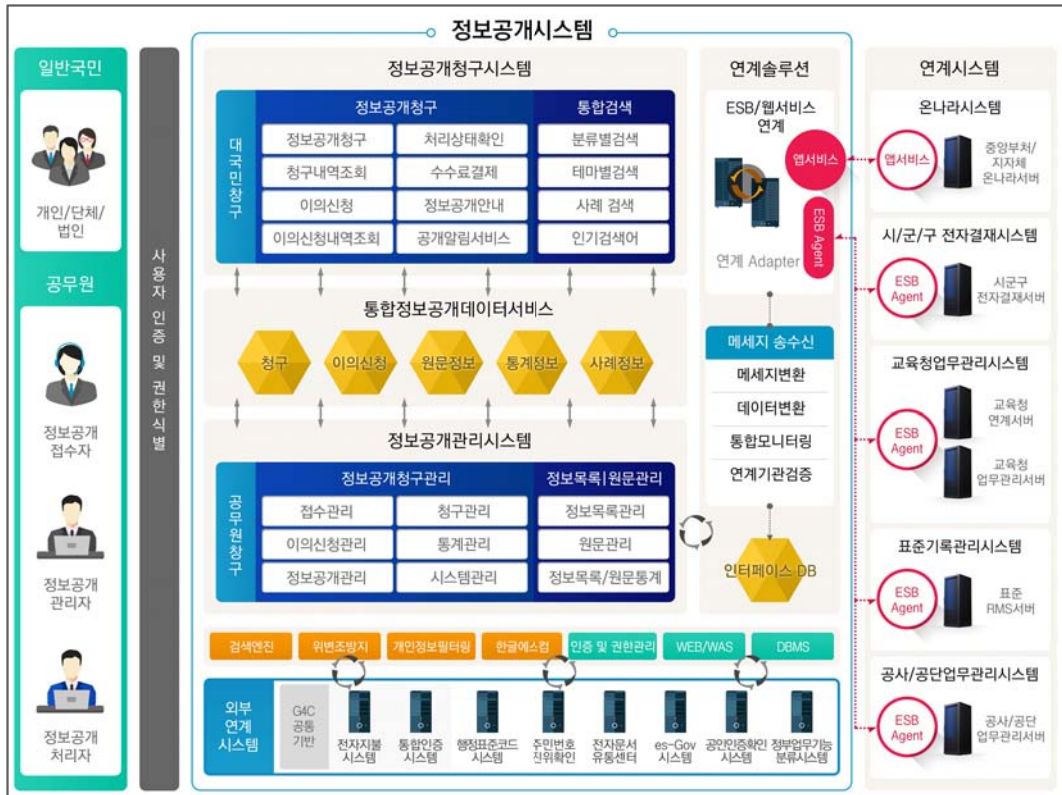 정보공개시스템
일반국민
개인/단체/
법인
공무원
정보공개
접수자
정보공개
관리자
정보공개
처리자
사용자 인증 및 권한식별
정보공개청구시스템
대국민창구
정보공개청구
통합검색
정보공개청구
처리상태확인
분류별검색
청구내역조회
수수료결제
테마별검색
이의신청
정보공개안내
사례 검색
이의신청내역조회
공개알림서비스
인기검색어
통합정보공개데이터서비스
청구
이의신청
원문정보
통계정보
사례정보
정보공개관리시스템
공무원창구
정보공개청구관리
정보목록|원문관리
접수관리
청구관리
정보목록관리
이의신청관리
통계관리
원문관리
정보공개관리
시스템관리
정보목록/원문통계
연계솔루션
ESB/웹서비스
연계
앱서비스
ESB Agent
연계 Adapter
메세지 송수신
메세지변환
데이터변환
통합모니터링
연계기관검증
인터페이스 DB
검색엔진
위변조방지
개인정보필터링
한글에스컴
인증 및 권한관리
WEB/WAS
DBMS
외부
연계
시스템
G4C
공통
기반
전자지불
시스템
통합인증
시스템
행정표준코드
시스템
주민번호
진위확인
전자문서
유통센터
es-Gov
시스템
공인인증확인
시스템
정부업무기능
분류시스템
연계시스템
온나라시스템
앱서비스
중앙부처/
지자체
온나라서버
시/군/구 전자결재시스템
ESB
Agent
시군구
전자결재서버
교육청업무관리시스템
ESB
Agent
교육청
연계서버
교육청
업무관리서버
표준기록관리시스템
ESB
Agent
표준
RMS서버
공사/공단업무관리시스템
ESB
Agent
공사/공단
업무관리서버